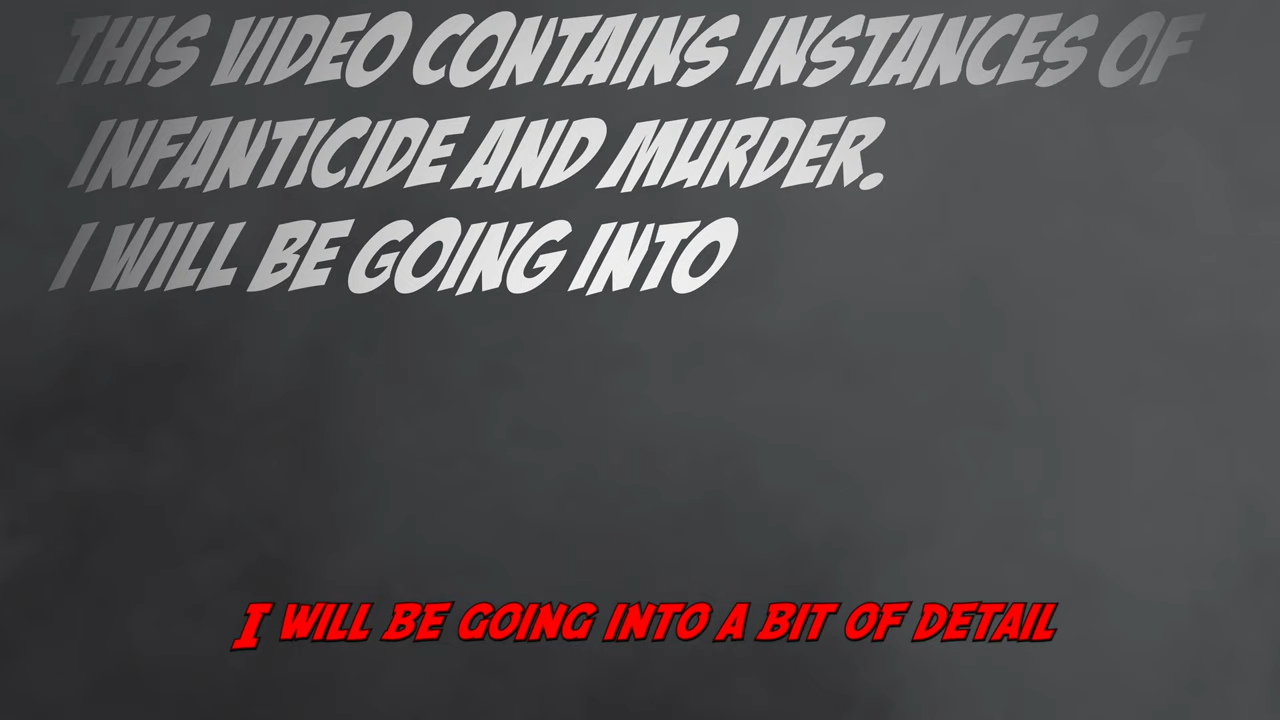 THIS VIDEO CONTAINS INSTANCES OF
INFANTICIDE AND MURDER.
I WILL BE GOING INTO
I WILL BE GOING INTO A BIT OF DETAIL